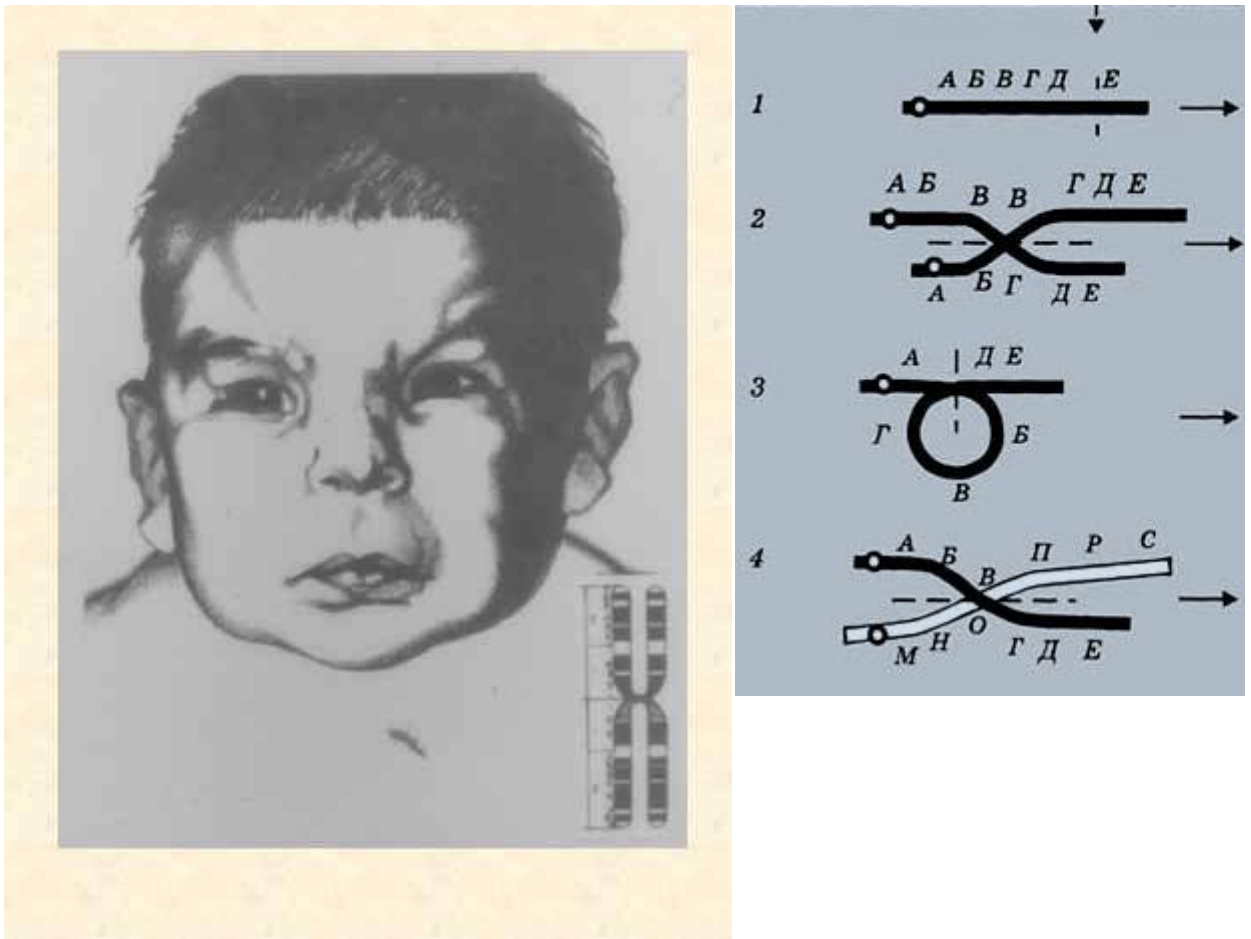 А Б В Г Д Е
1
А Б В В Г Д Е
2
А Б Г Д Е
А Д Е
3
Г Б
В
4
А Б В П Р С
М Н О Г Д Е